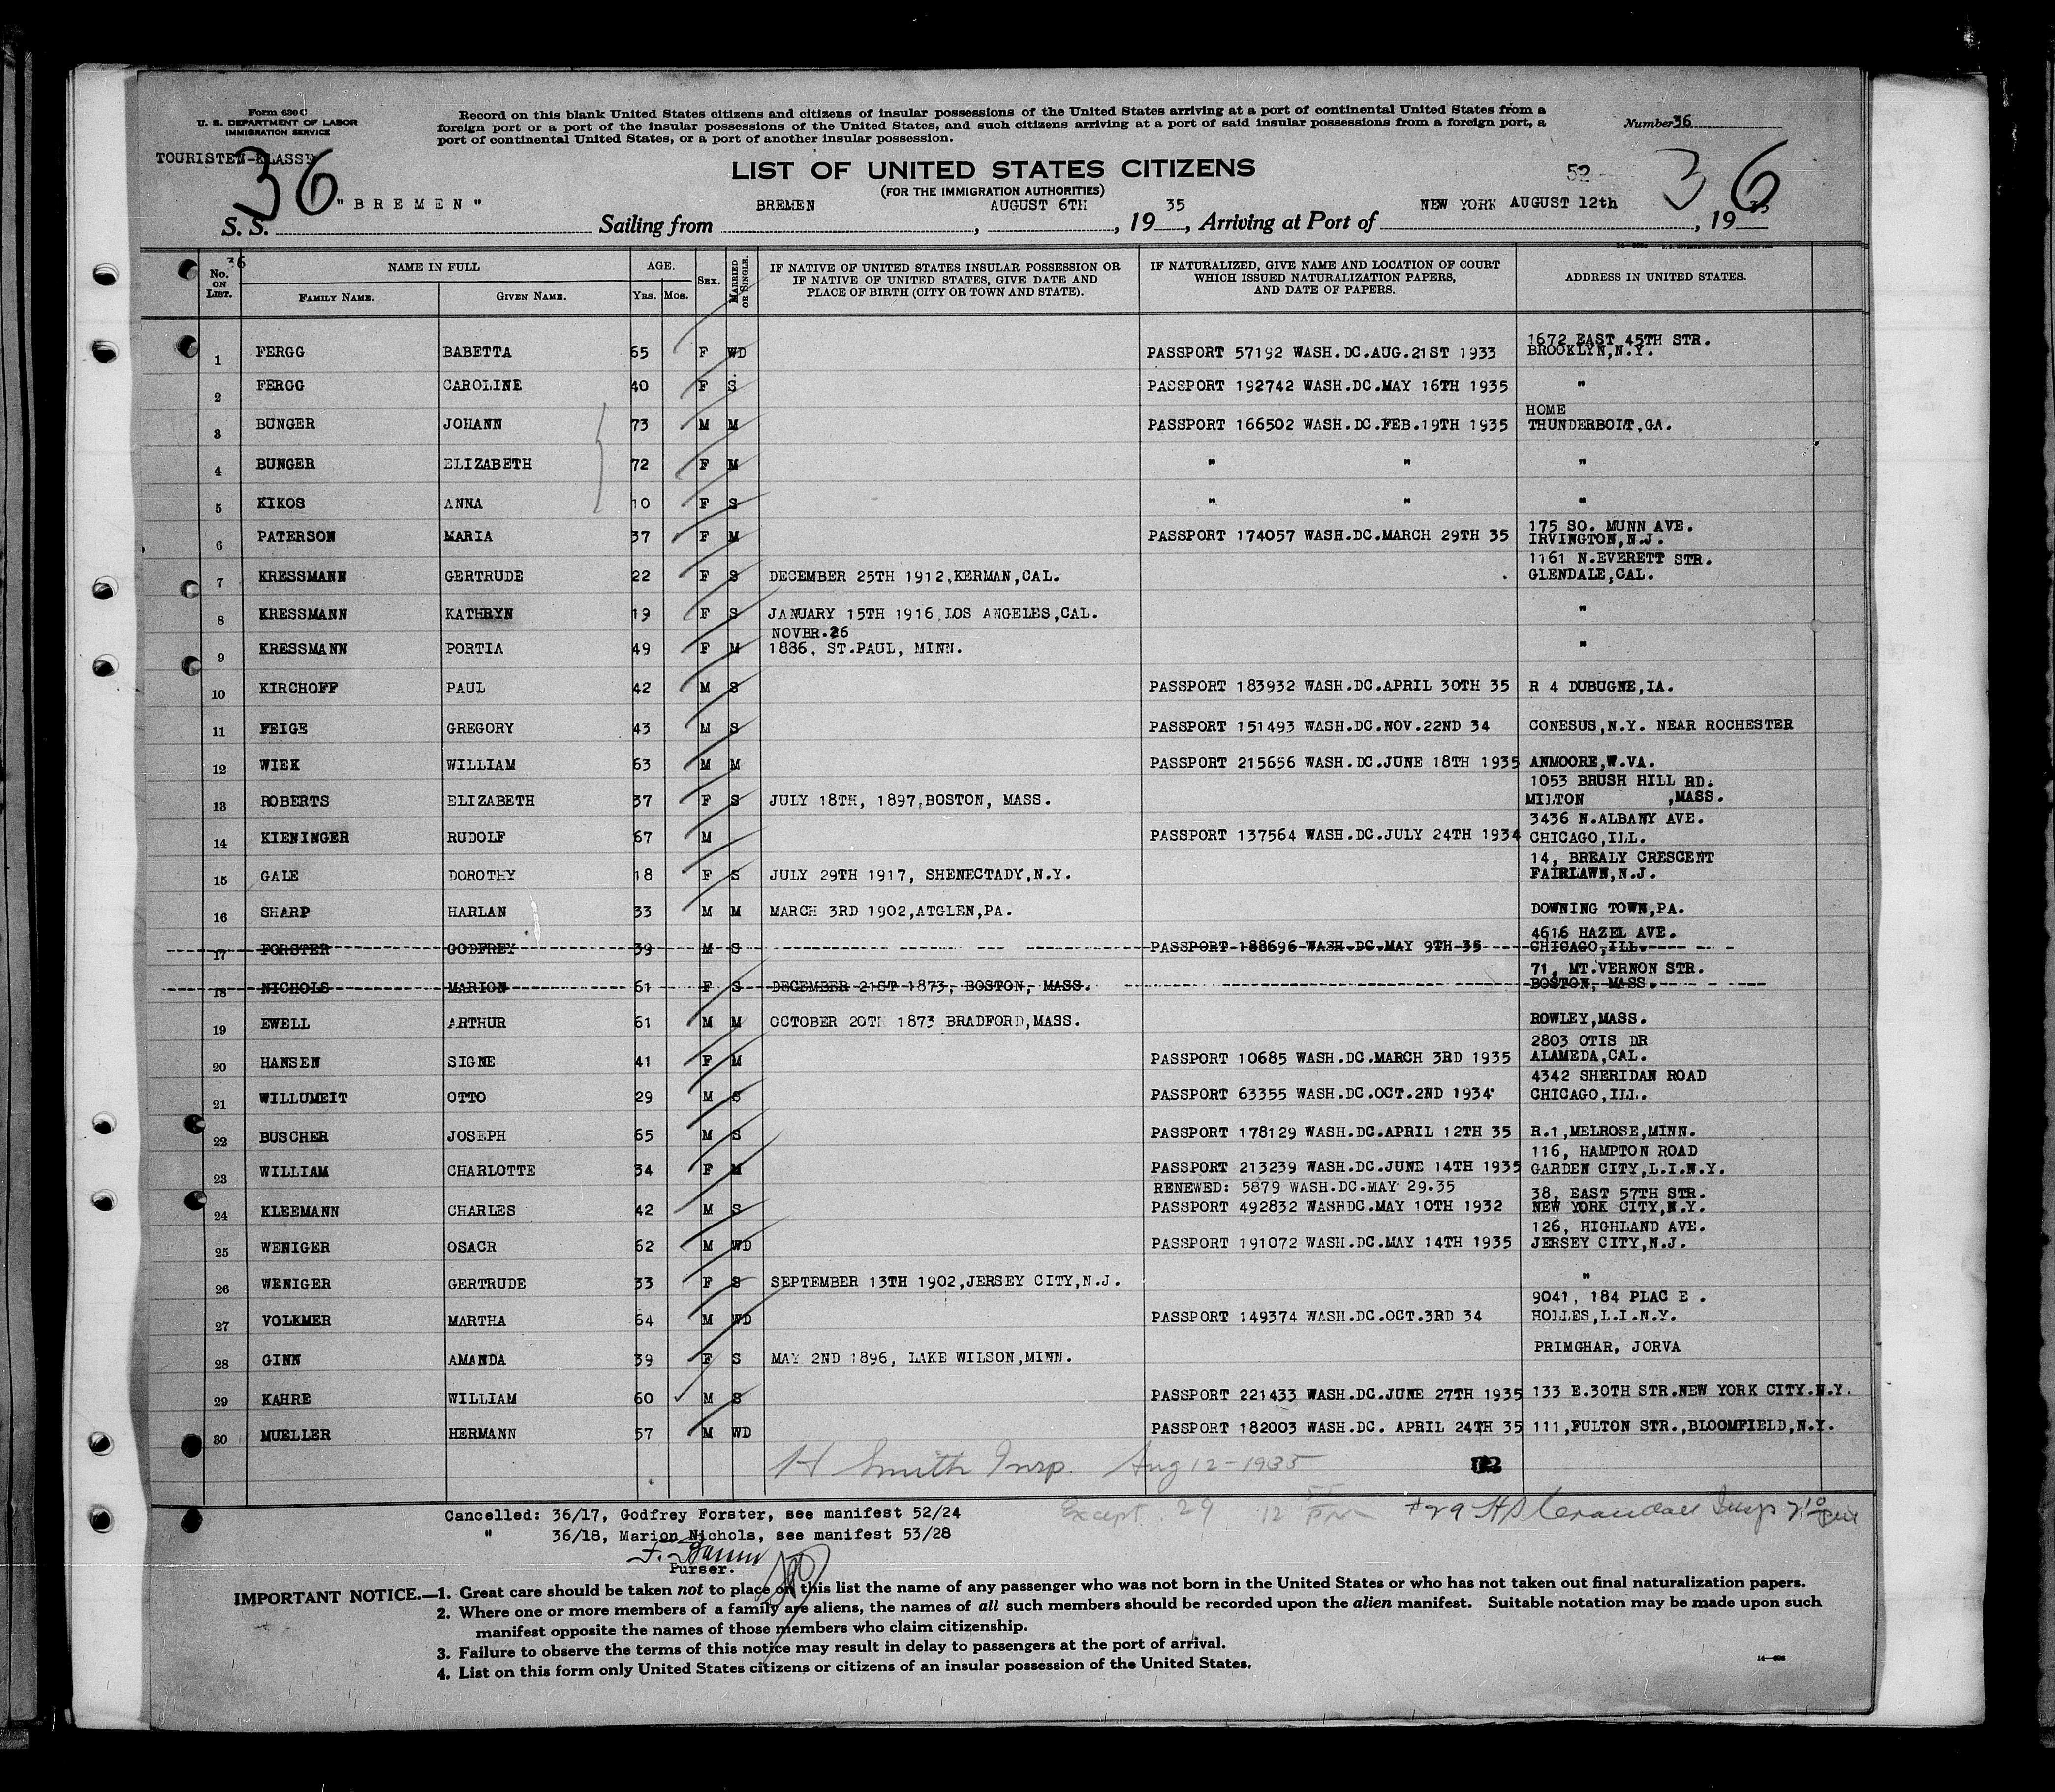 Form 630 C
U. S. DEPARTMENT OF LABOR
IMMIGRATION SERVICE
Record on this blank United States citizens and citizens of insular possessions of the United States arriving at a port of continental United States from a
foreign port or a port of the insular possessions of the United States, and such citizens arriving at a port of said insular possessions from a foreign port, a
port of continental United States, or a port of another insular possession.
Number 36
TOURISTEN-KLASSE
36
LIST OF UNITED STATES CITIZENS
(FOR THE IMMIGRATION AUTHORITIES)
52
36
S. S. "BREMEN" Sailing from BREMEN, AUGUST 6TH, 19 35, Arriving at Port of NEW YORK AUGUST 12th, 19 35
36
No. ON LIST. NAME IN FULL FAMILY NAME. GIVEN NAME. AGE. YRS. MOS. SEX. MARRIED OR SINGLE. IF NATIVE OF UNITED STATES INSULAR POSSESSION OR IF NATIVE OF UNITED STATES, GIVE DATE AND PLACE OF BIRTH (CITY OR TOWN AND STATE). IF NATURALIZED, GIVE NAME AND LOCATION OF COURT WHICH ISSUED NATURALIZATION PAPERS, AND DATE OF PAPERS. ADDRESS IN UNITED STATES.
1672 EAST 45TH STR.
1 FERGG BABETTA 65 F WD PASSPORT 57192 WASH.DC.AUG.21ST 1933 BROOKLYN,N.Y.
2 FERGG CAROLINE 40 F S PASSPORT 192742 WASH.DC.MAY 16TH 1935 "
HOME
3 BUNGER JOHANN 73 M M PASSPORT 166502 WASH.DC.FEB.19TH 1935 THUNDERBOLT,GA.
4 BUNGER ELIZABETH 72 F M " " "
5 KIKOS ANNA 10 F S " " "
175 SO. MUNN AVE.
6 PATERSON MARIA 37 F M PASSPORT 174057 WASH.DC.MARCH 29TH 35 IRVINGTON,N.J.
1161 N.EVERETT STR.
7 KRESSMANN GERTRUDE 22 F S DECEMBER 25TH 1912,KERMAN,CAL. GLENDALE,CAL.
8 KRESSMANN KATHRYN 19 F S JANUARY 15TH 1916,LOS ANGELES,CAL. "
NOVBR.26
9 KRESSMANN PORTIA 49 F M 1886, ST.PAUL, MINN. "
10 KIRCHOFF PAUL 42 M S PASSPORT 183932 WASH.DC.APRIL 30TH 35 R 4 DUBUGNE,IA.
11 FEIGE GREGORY 43 M S PASSPORT 151493 WASH.DC.NOV.22ND 34 CONESUS,N.Y. NEAR ROCHESTER
12 WIEK WILLIAM 63 M M PASSPORT 215656 WASH.DC.JUNE 18TH 1935 ANMOORE,W.VA.
1053 BRUSH HILL RD.
13 ROBERTS ELIZABETH 37 F S JULY 18TH, 1897,BOSTON, MASS. MILTON ,MASS.
3436 N.ALBANY AVE.
14 KIENINGER RUDOLF 67 M PASSPORT 137564 WASH.DC.JULY 24TH 1934 CHICAGO,ILL.
14, BREALY CRESCENT
15 GALE DOROTHY 18 F S JULY 29TH 1917, SHENECTADY,N.Y. FAIRLAWN,N.J.
16 SHARP HARLAN 33 M M MARCH 3RD 1902,ATGLEN,PA. DOWNING TOWN,PA.
4616 HAZEL AVE.
17 FORSTER GODFREY 39 M S PASSPORT 188696 WASH.DC.MAY 9TH 35 CHICAGO,ILL.
71, MT.VERNON STR.
18 NICHOLS MARION 61 F S DECEMBER 21ST 1873, BOSTON, MASS. BOSTON, MASS.
19 EWELL ARTHUR 61 M M OCTOBER 20TH 1873 BRADFORD,MASS. ROWLEY,MASS.
2803 OTIS DR
20 HANSEN SIGNE 41 F M PASSPORT 10685 WASH.DC.MARCH 3RD 1935 ALAMEDA,CAL.
4342 SHERIDAN ROAD
21 WILLUMEIT OTTO 29 M S PASSPORT 63355 WASH.DC.OCT.2ND 1934 CHICAGO,ILL.
22 BUSCHER JOSEPH 65 M S PASSPORT 178129 WASH.DC.APRIL 12TH 35 R.1,MELROSE,MINN.
116, HAMPTON ROAD
23 WILLIAM CHARLOTTE 34 F M PASSPORT 213239 WASH.DC.JUNE 14TH 1935 GARDEN CITY,L.I.N.Y.
RENEWED: 5879 WASH.DC.MAY 29.35 38, EAST 57TH STR.
24 KLEEMANN CHARLES 42 M S PASSPORT 492832 WASHDC.MAY 10TH 1932 NEW YORK CITY,N.Y.
126, HIGHLAND AVE.
25 WENIGER OSACR 62 M WD PASSPORT 191072 WASH.DC.MAY 14TH 1935 JERSEY CITY,N.J.
26 WENIGER GERTRUDE 33 F S SEPTEMBER 13TH 1902,JERSEY CITY,N.J. "
9041, 184 PLAC E .
27 VOLKMER MARTHA 64 M WD PASSPORT 149374 WASH.DC.OCT.3RD 34 HOLLES,L.I.N.Y.
28 GINN AMANDA 39 F S MAY 2ND 1896, LAKE WILSON,MINN. PRIMGHAR, JORVA
29 KAHRE WILLIAM 60 M S PASSPORT 221433 WASH.DC.JUNE 27TH 1935 133 E.30TH STR.NEW YORK CITY.N.Y.
30 MUELLER HERMANN 57 M WD PASSPORT 182003 WASH.DC. APRIL 24TH 35 111,FULTON STR.,BLOOMFIELD,N.Y.
H Smith Insp. Aug 12-1935
Cancelled: 36/17, Godfrey Forster, see manifest 52/24
Except 29 12 55 PM #29 Insp
" 36/18, Marion Nichols, see manifest 53/28
Purser.
IMPORTANT NOTICE.—1. Great care should be taken not to place on this list the name of any passenger who was not born in the United States or who has not taken out final naturalization papers.
2. Where one or more members of a family are aliens, the names of all such members should be recorded upon the alien manifest. Suitable notation may be made upon such
manifest opposite the names of those members who claim citizenship.
3. Failure to observe the terms of this notice may result in delay to passengers at the port of arrival.
4. List on this form only United States citizens or citizens of an insular possession of the United States.